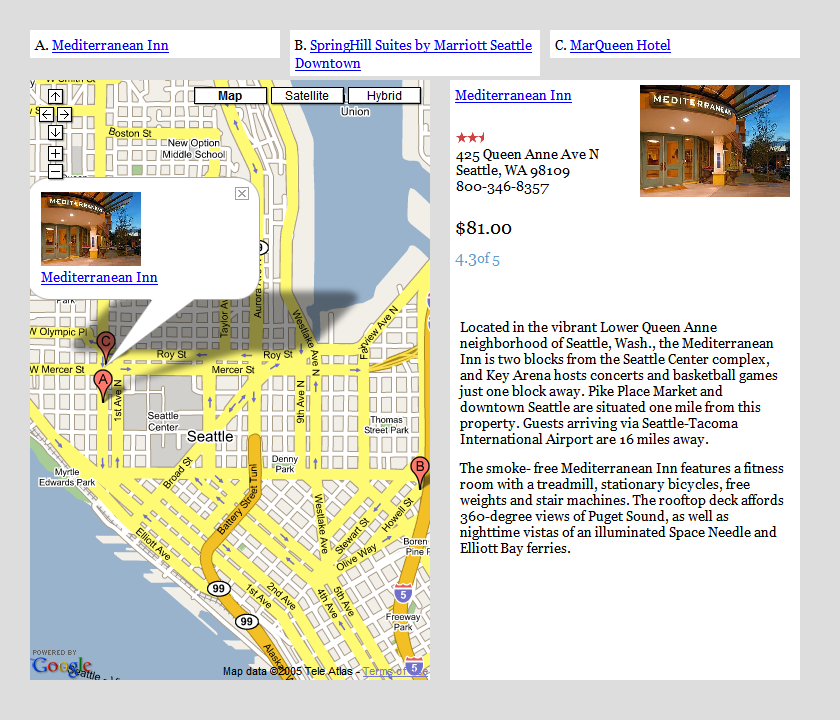 A. Mediterranean Inn
B. SpringHill Suites by Marriott Seattle
Downtown
C. MarQueen Hotel
W Smith St
Map
Satellite
Hybrid
Union
Boston St
New Option
Middle School
MEDITERRANEAN
Mediterranean Inn
Park
Taylor Av
Aurora Ave N
W Olympic Pl
C
Roy St
Roy St
Westlake Ave N
Fairview Ave N
W Mercer St
Mercer St
A
1st Ave N
9th Ave N
Seattle
Center
Thomas
Street Park
Seattle
Denny
Park
B
Myrtle
Edwards Park
Broad St
Battery Street Tunl
Westlake Ave
Howell St
Stewart St
Olive Way
Elliott Ave
Boren
Pine
99
1st Ave
2nd Ave
4th Ave
5th Ave
5
Freeway
Park
99
Alaska
5
POWERED BY
Google
Map data ©2005 Tele Atlas - Terms of Use
Mediterranean Inn
MEDITERRANEAN
425 Queen Anne Ave N
Seattle, WA 98109
800-346-8357
$81.00
4.3of 5
Located in the vibrant Lower Queen Anne
neighborhood of Seattle, Wash., the Mediterranean
Inn is two blocks from the Seattle Center complex,
and Key Arena hosts concerts and basketball games
just one block away. Pike Place Market and
downtown Seattle are situated one mile from this
property. Guests arriving via Seattle-Tacoma
International Airport are 16 miles away.
The smoke- free Mediterranean Inn features a fitness
room with a treadmill, stationary bicycles, free
weights and stair machines. The rooftop deck affords
360-degree views of Puget Sound, as well as
nighttime vistas of an illuminated Space Needle and
Elliott Bay ferries.